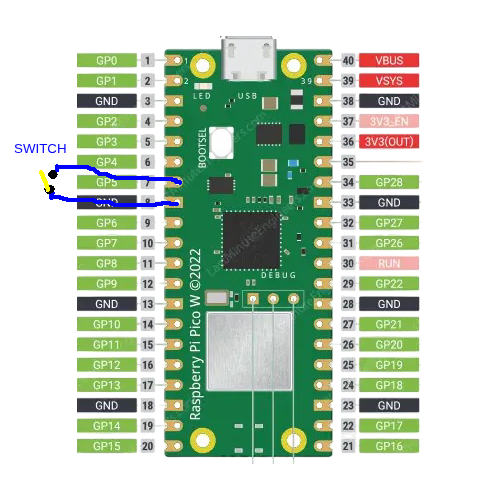 GP0 1 1 40 VBUS
GP1 2 2 39 39 VSYS
LED USB
GND 3 38 GND
GP2 4 37 3V3_EN
GP3 5 BOOTSEL 36 3V3(OUT)
SWITCH
GP4 6 35
GP5 7 34 GP28
GND 8 33 GND
GP6 9 32 GP27
GP7 10 31 GP26
GP8 11 30 RUN
DEBUG
GP9 12 29 GP22
GND 13 28 GND
GP10 14 27 GP21
GP11 15 26 GP20
GP12 16 25 GP19
GP13 17 24 GP18
GND 18 23 GND
GP14 19 22 GP17
GP15 20 21 GP16
Raspberry Pi Pico W ©2022